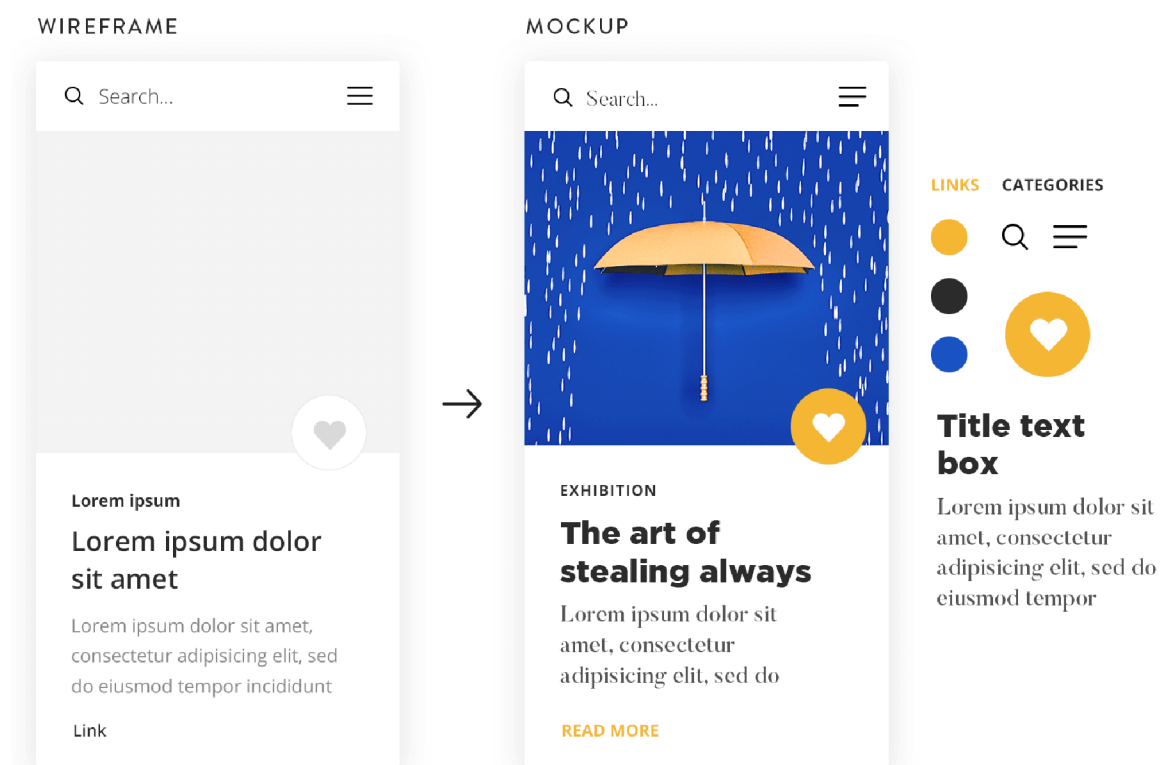 WIREFRAME
Search...
Lorem ipsum
Lorem ipsum dolor
sit amet
Lorem ipsum dolor sit amet,
consectetur adipisicing elit, sed
do eiusmod tempor incididunt
Link
MOCKUP
Search...
EXHIBITION
The art of
stealing always
Lorem ipsum dolor sit
amet, consectetur
adipisicing elit, sed do
READ MORE
LINKS CATEGORIES
Title text
box
Lorem ipsum dolor sit
amet, consectetur
adipisicing elit, sed do
eiusmod tempor